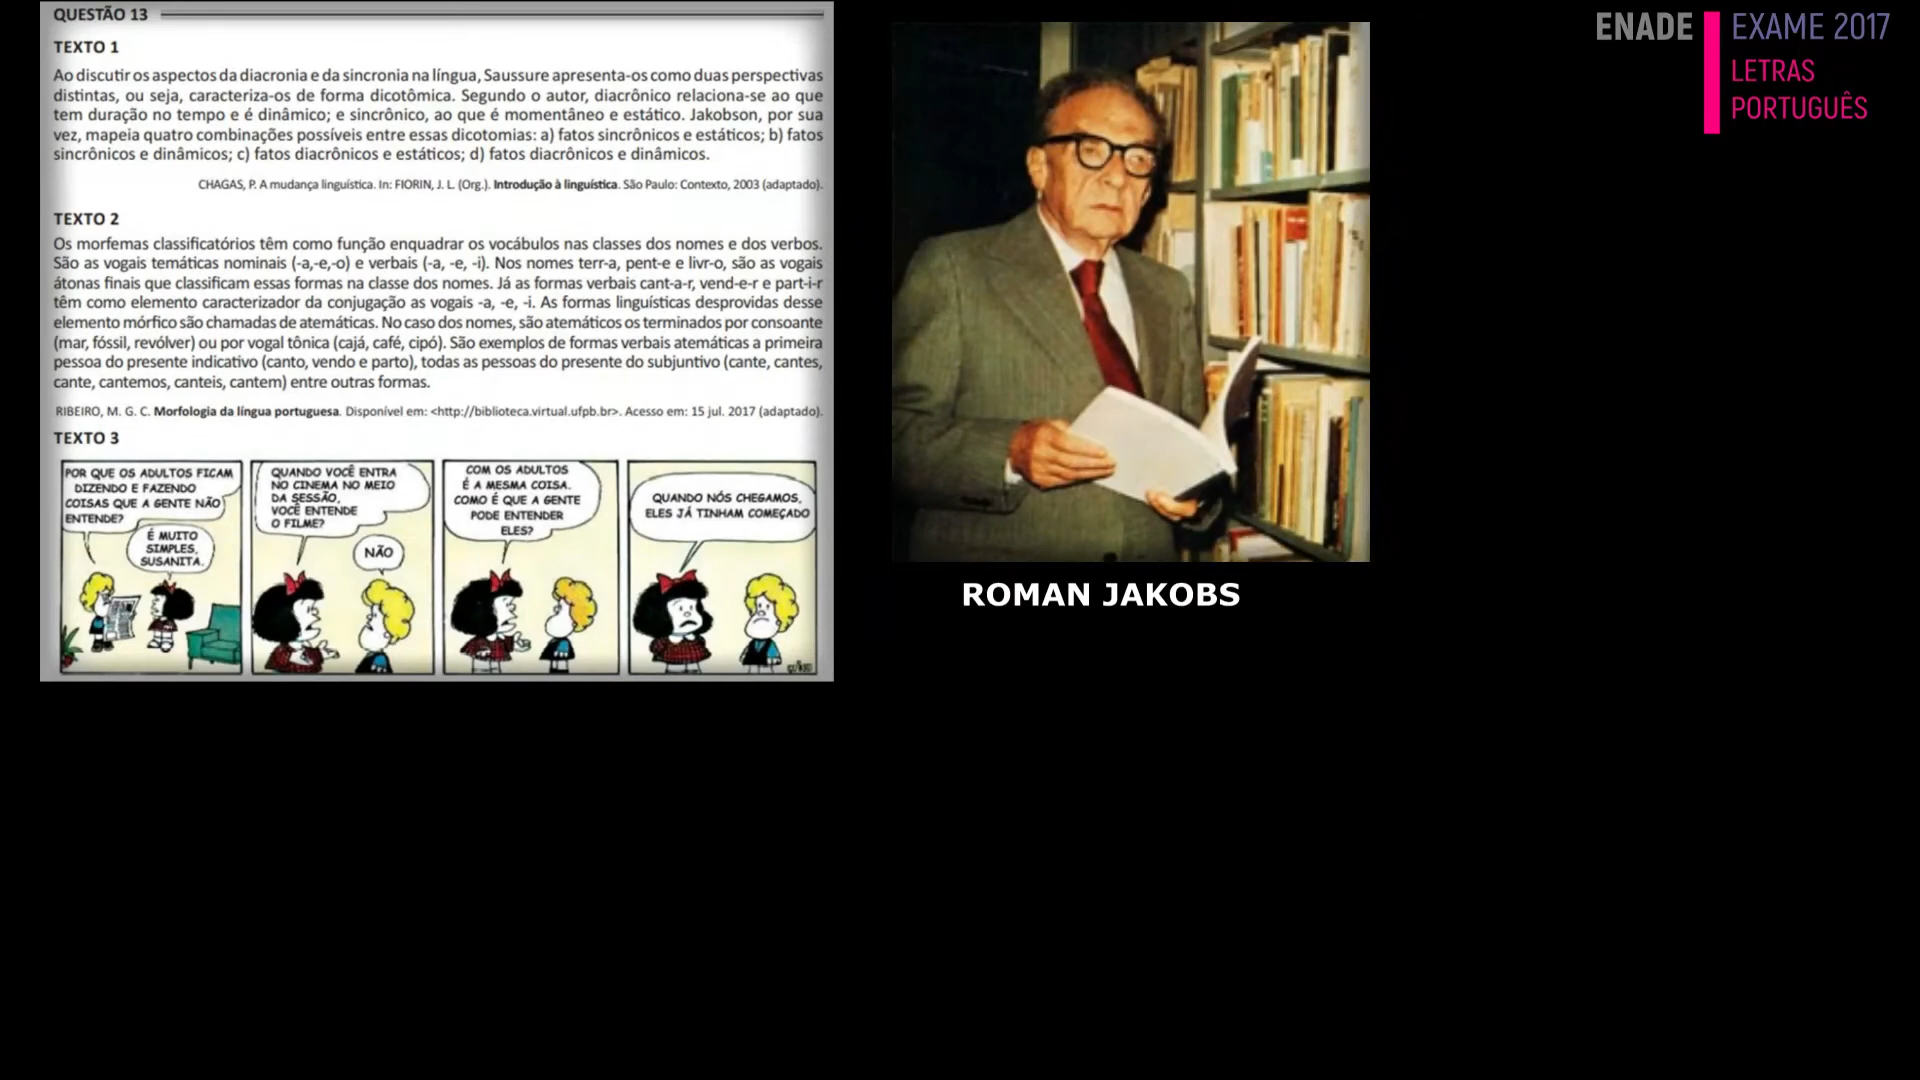 QUESTÃO 13
TEXTO 1
Ao discutir os aspectos da diacronia e da sincronia na língua, Saussure apresenta-os como duas perspectivas
distintas, ou seja, caracteriza-os de forma dicotômica. Segundo o autor, diacrônico relaciona-se ao que
tem duração no tempo e é dinâmico; e sincrônico, ao que é momentâneo e estático. Jakobson, por sua
vez, mapeia quatro combinações possíveis entre essas dicotomias: a) fatos sincrônicos e estáticos; b) fatos
sincrônicos e dinâmicos; c) fatos diacrônicos e estáticos; d) fatos diacrônicos e dinâmicos.
CHAGAS, P. A mudança linguística. In: FIORIN, J. L. (Org.). Introdução à linguística. São Paulo: Contexto, 2003 (adaptado).
TEXTO 2
Os morfemas classificatórios têm como função enquadrar os vocábulos nas classes dos nomes e dos verbos.
São as vogais temáticas nominais (-a,-e,-o) e verbais (-a, -e, -i). Nos nomes terr-a, pent-e e livr-o, são as vogais
átonas finais que classificam essas formas na classe dos nomes. Já as formas verbais cant-a-r, vend-e-r e part-i-r
têm como elemento caracterizador da conjugação as vogais -a, -e, -i. As formas linguísticas desprovidas desse
elemento mórfico são chamadas de atemáticas. No caso dos nomes, são atemáticos os terminados por consoante
(mar, fóssil, revólver) ou por vogal tônica (cajá, café, cipó). São exemplos de formas verbais atemáticas a primeira
pessoa do presente indicativo (canto, vendo e parto), todas as pessoas do presente do subjuntivo (cante, cantes,
cante, cantemos, canteis, cantem) entre outras formas.
RIBEIRO, M. G. C. Morfologia da língua portuguesa. Disponível em: <http://biblioteca.virtual.ufpb.br>. Acesso em: 15 jul. 2017 (adaptado).
TEXTO 3
POR QUE OS ADULTOS FICAM
DIZENDO E FAZENDO
COISAS QUE A GENTE NÃO
ENTENDE?
É MUITO
SIMPLES,
SUSANITA.
QUANDO VOCÊ ENTRA
NO CINEMA NO MEIO
DA SESSÃO,
VOCÊ ENTENDE
O FILME?
NÃO
COM OS ADULTOS
É A MESMA COISA.
COMO É QUE A GENTE
PODE ENTENDER
ELES?
QUANDO NÓS CHEGAMOS,
ELES JÁ TINHAM COMEÇADO
ROMAN JAKOBS
ENADE
EXAME 2017
LETRAS
PORTUGUÊS